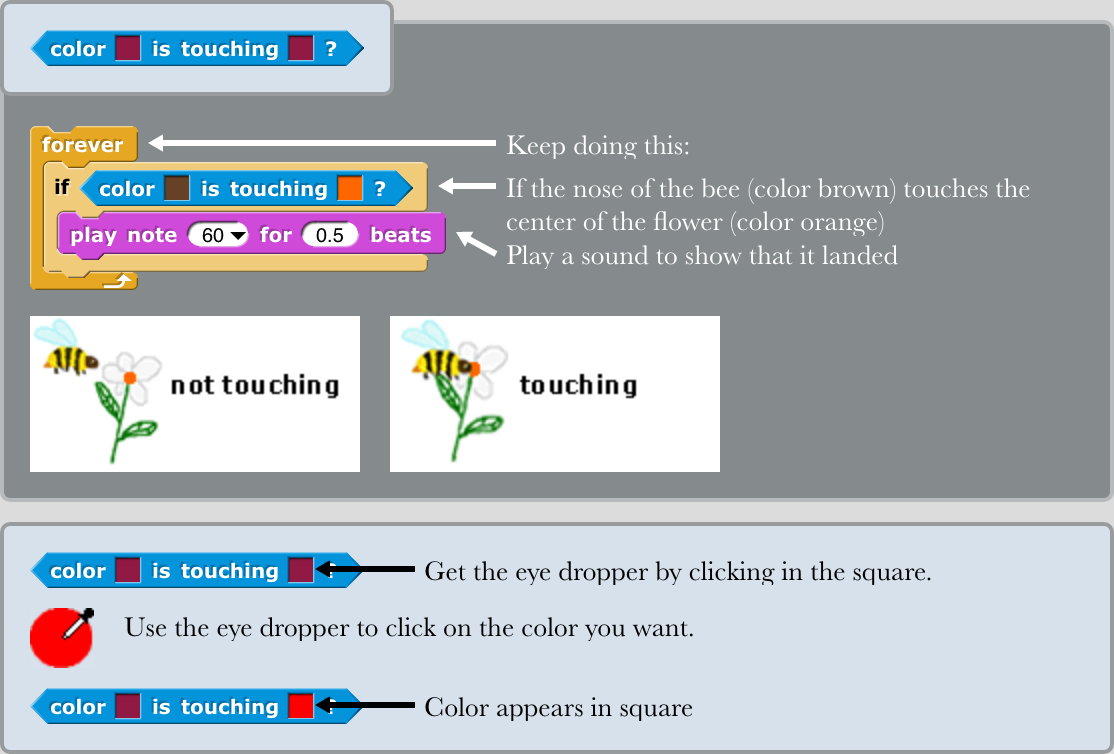 color is touching ?
forever
Keep doing this:
if color is touching ?
If the nose of the bee (color brown) touches the
center of the flower (color orange)
play note 60 for 0.5 beats
Play a sound to show that it landed
not touching
touching
color is touching ?
Get the eye dropper by clicking in the square.
Use the eye dropper to click on the color you want.
color is touching ?
Color appears in square